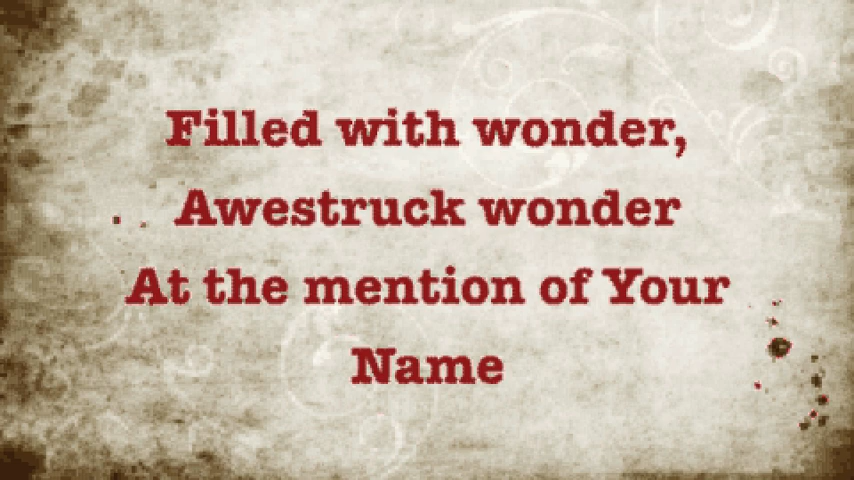 Filled with wonder,
Awestruck wonder
At the mention of Your
Name